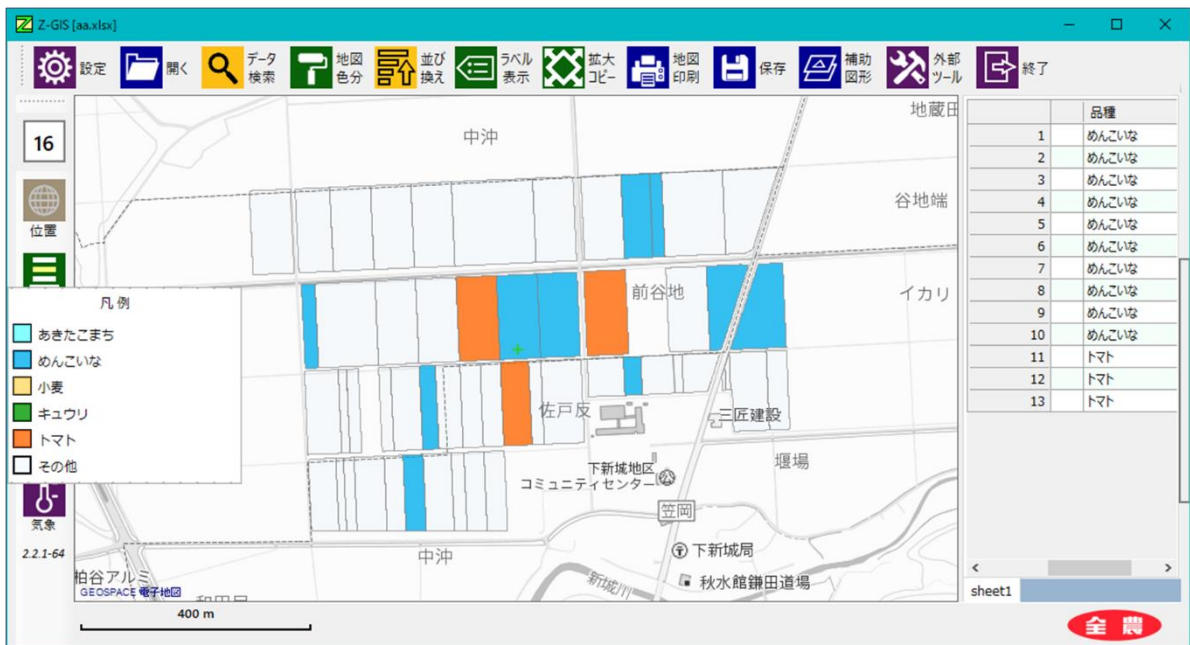 Z-GIS [aa.xlsx]
設定
開く
データ
検索
地図
色分
並び
換え
ラベル
表示
拡大
コピー
地図
印刷
保存
補助
図形
外部
ツール
終了
16
位置
凡例
あきたこまち
めんこいな
小麦
キュウリ
トマト
その他
気象
2.2.1-64
中沖
地蔵田
谷地端
前谷地
イカリ
佐戸反
三匠建設
堰場
下新城地区
コミュニティセンター
笠岡
中沖
下新城局
新城川
秋水館鎌田道場
柏谷アルミ
GEOSPACE 電子地図
400 m
品種
1 めんこいな
2 めんこいな
3 めんこいな
4 めんこいな
5 めんこいな
6 めんこいな
7 めんこいな
8 めんこいな
9 めんこいな
10 めんこいな
11 トマト
12 トマト
13 トマト
sheet1
全農